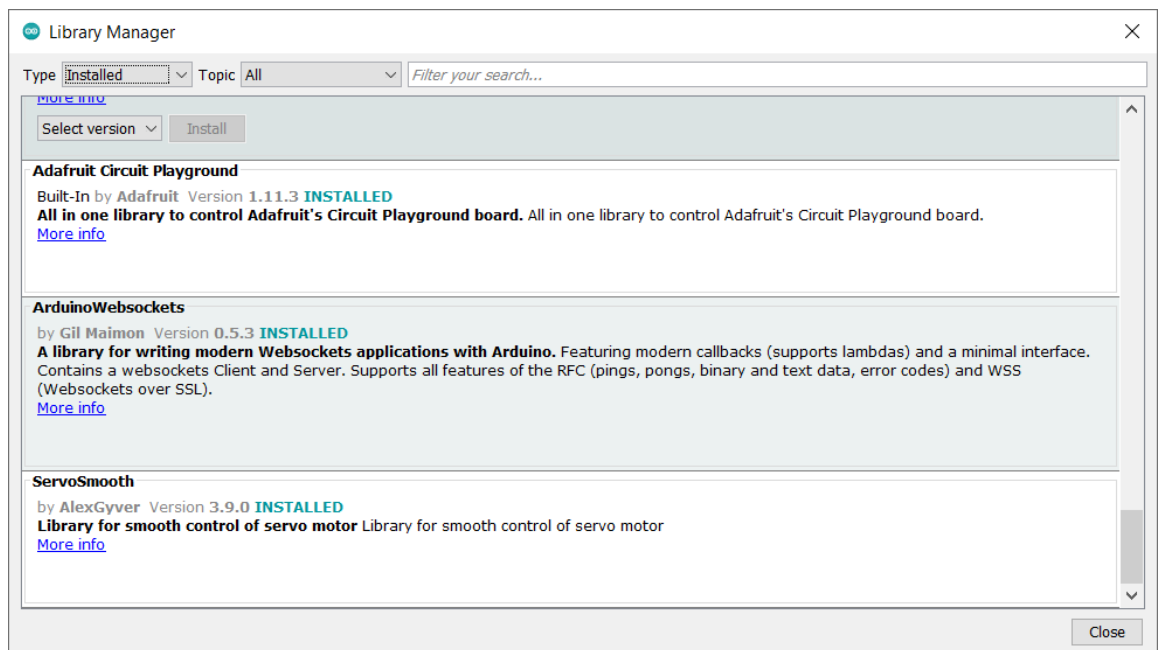 Library Manager
Type Installed Topic All Filter your search...
More info
Select version Install
Adafruit Circuit Playground
Built-In by Adafruit Version 1.11.3 INSTALLED
All in one library to control Adafruit's Circuit Playground board. All in one library to control Adafruit's Circuit Playground board.
More info
ArduinoWebsockets
by Gil Maimon Version 0.5.3 INSTALLED
A library for writing modern Websockets applications with Arduino. Featuring modern callbacks (supports lambdas) and a minimal interface.
Contains a websockets Client and Server. Supports all features of the RFC (pings, pongs, binary and text data, error codes) and WSS
(Websockets over SSL).
More info
ServoSmooth
by AlexGyver Version 3.9.0 INSTALLED
Library for smooth control of servo motor Library for smooth control of servo motor
More info
Close